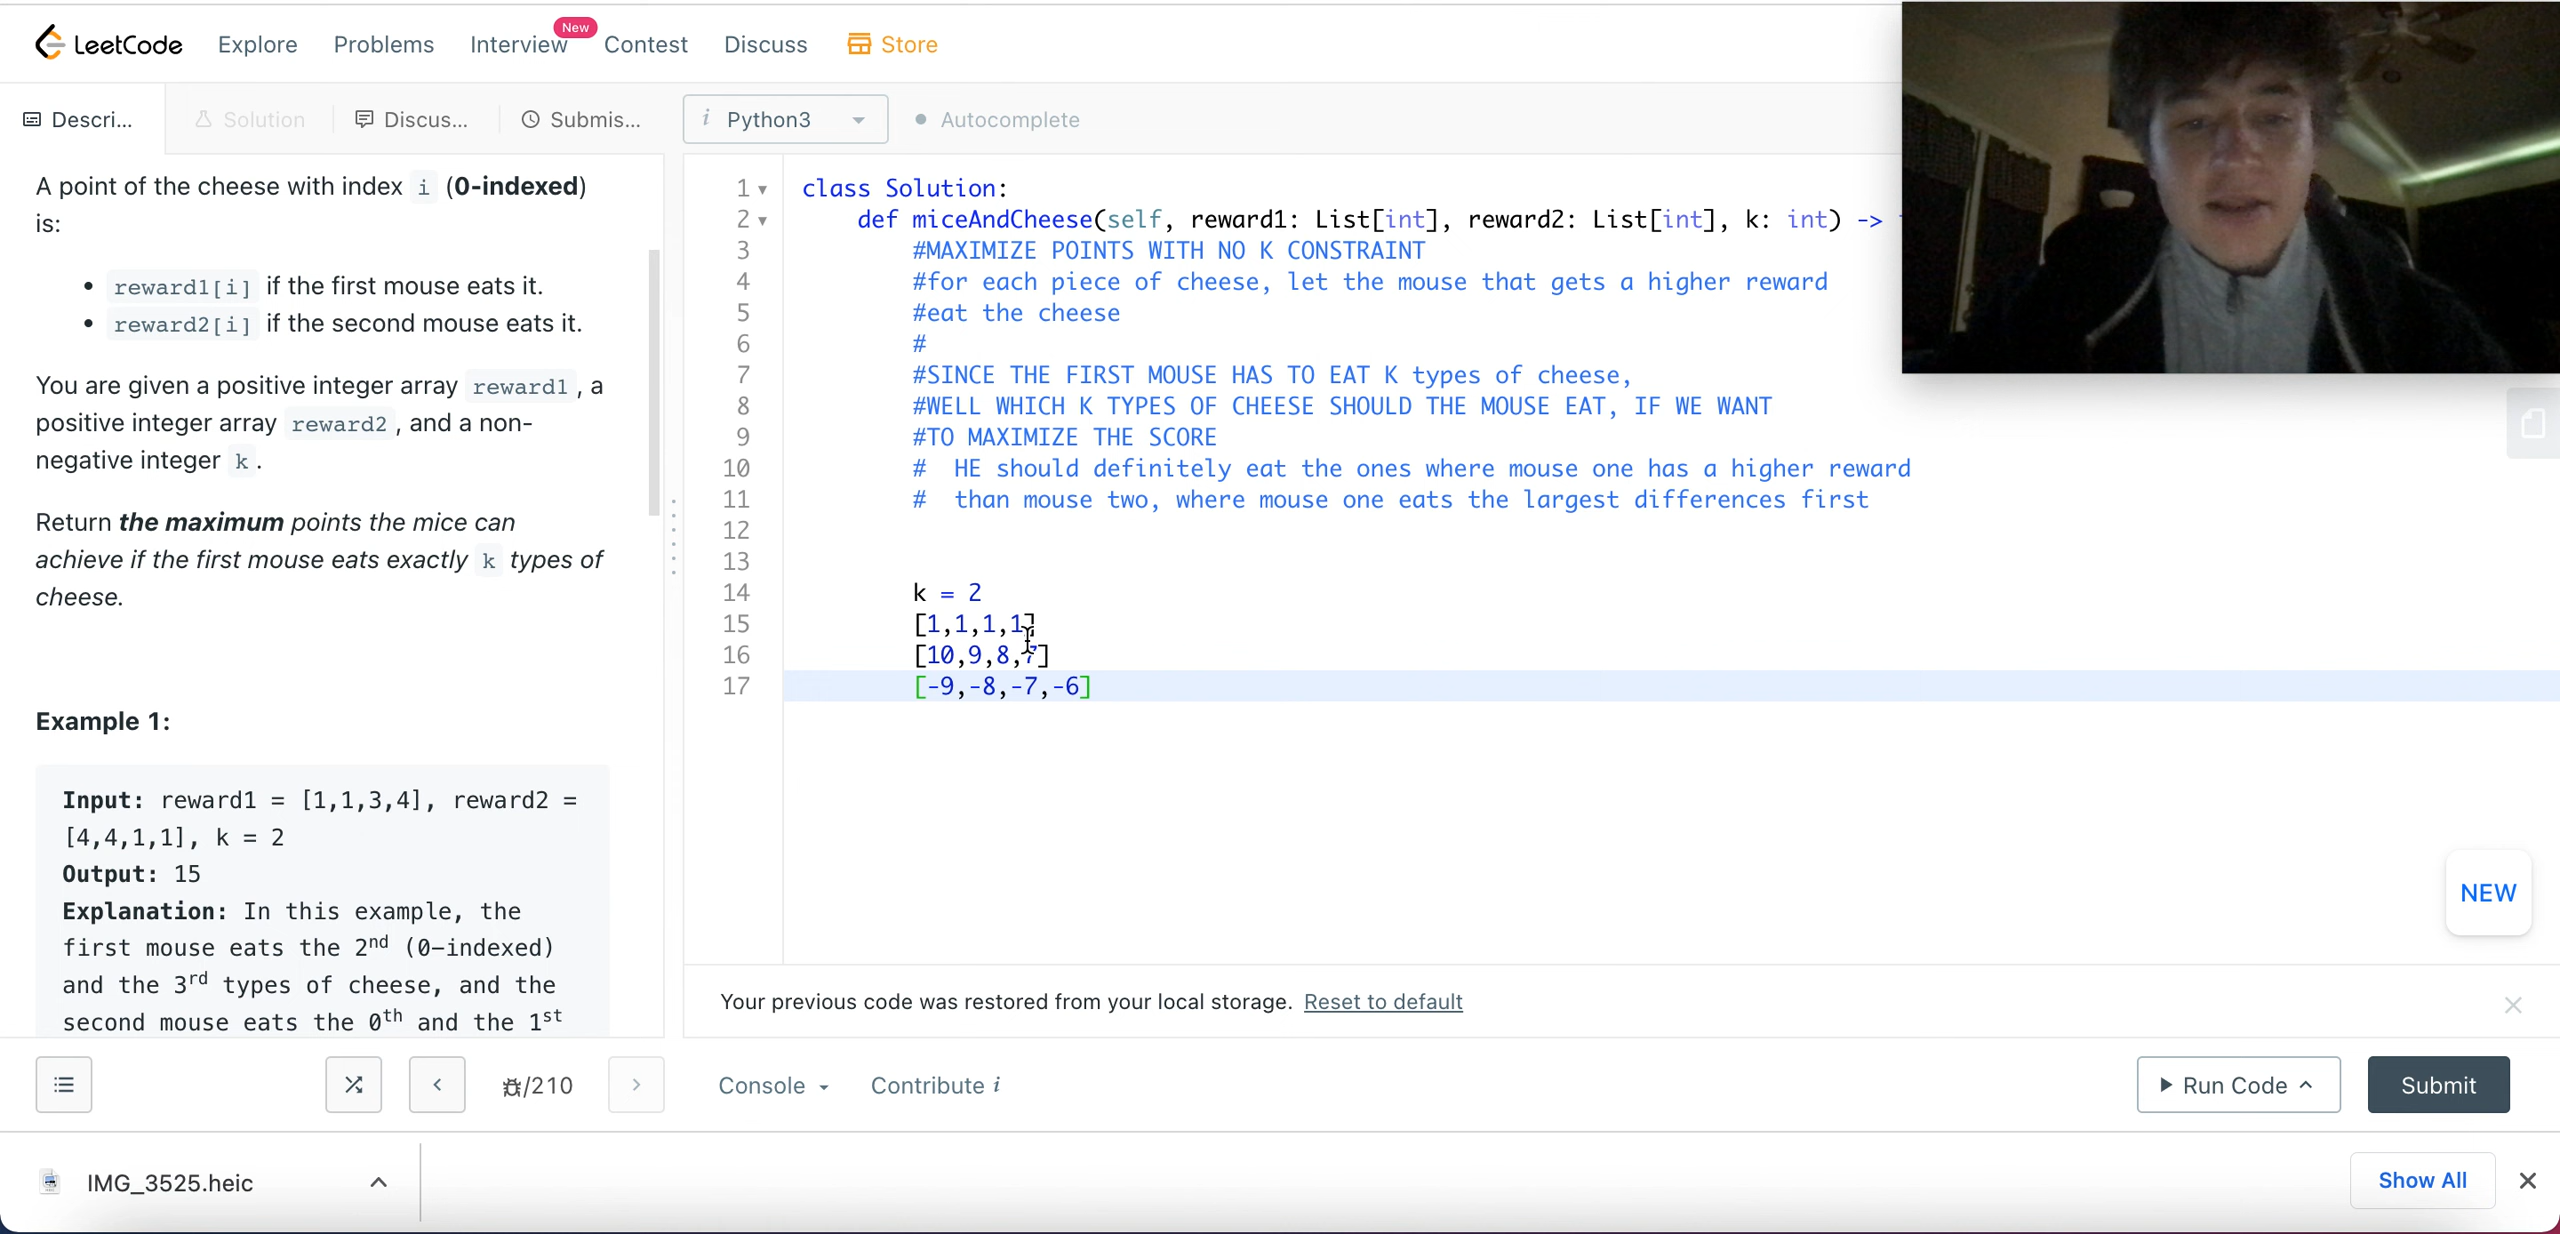 LeetCode Explore Problems Interview New Contest Discuss Store
Descri... Solution Discus... Submis...
A point of the cheese with index i (0-indexed)
is:
• reward1[i] if the first mouse eats it.
• reward2[i] if the second mouse eats it.
You are given a positive integer array reward1, a
positive integer array reward2, and a non-
negative integer k.
Return the maximum points the mice can
achieve if the first mouse eats exactly k types of
cheese.
Example 1:
Input: reward1 = [1,1,3,4], reward2 =
[4,4,1,1], k = 2
Output: 15
Explanation: In this example, the
first mouse eats the 2nd (0-indexed)
and the 3rd types of cheese, and the
second mouse eats the 0th and the 1st
i Python3 Autocomplete
1 class Solution:
2 def miceAndCheese(self, reward1: List[int], reward2: List[int], k: int) ->
3 #MAXIMIZE POINTS WITH NO K CONSTRAINT
4 #for each piece of cheese, let the mouse that gets a higher reward
5 #eat the cheese
6 #
7 #SINCE THE FIRST MOUSE HAS TO EAT K types of cheese,
8 #WELL WHICH K TYPES OF CHEESE SHOULD THE MOUSE EAT, IF WE WANT
9 #TO MAXIMIZE THE SCORE
10 # HE should definitely eat the ones where mouse one has a higher reward
11 # than mouse two, where mouse one eats the largest differences first
12
13
14 k = 2
15 [1,1,1,1]
16 [10,9,8,7]
17 [-9,-8,-7,-6]
NEW
Your previous code was restored from your local storage. Reset to default
/210 Console Contribute i Run Code Submit
IMG_3525.heic Show All